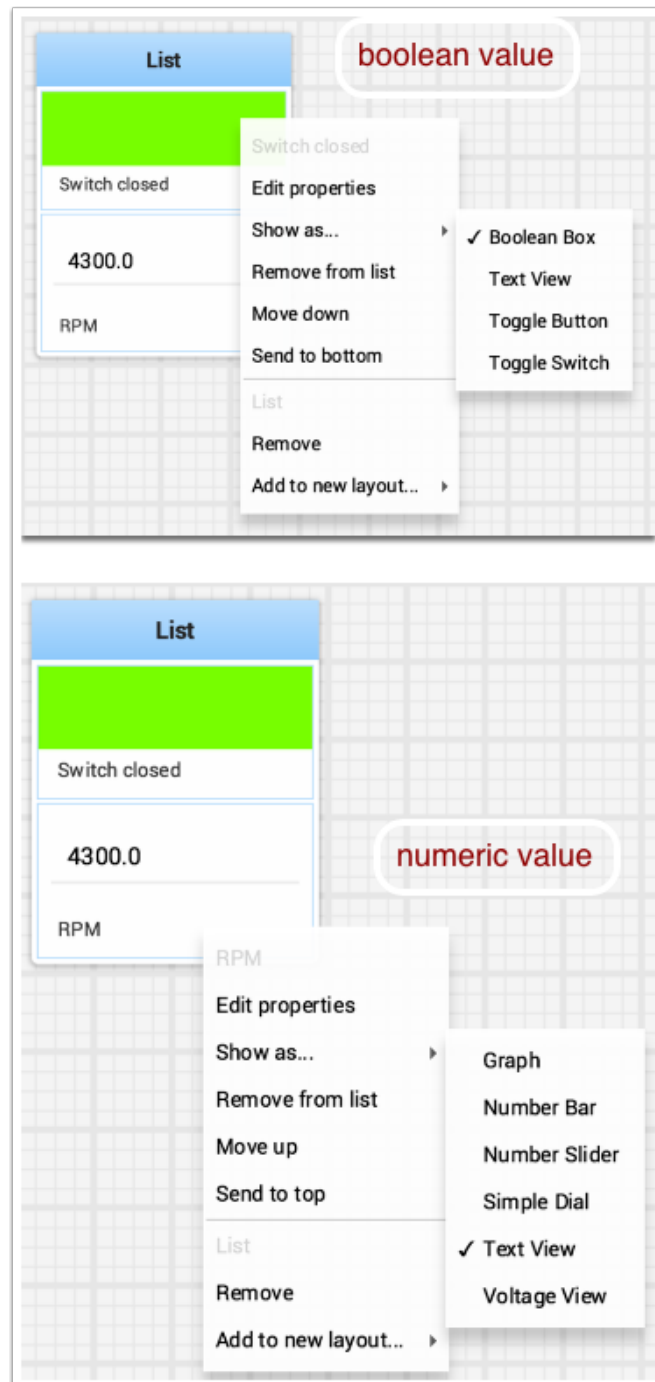 List
boolean value
Switch closed
Switch closed
Edit properties
Show as...
Boolean Box
4300.0
Remove from list
Text View
Move down
RPM
Toggle Button
Send to bottom
Toggle Switch
List
Remove
Add to new layout...
List
Switch closed
4300.0
numeric value
RPM
RPM
Edit properties
Show as...
Graph
Remove from list
Number Bar
Move up
Number Slider
Send to top
Simple Dial
List
Text View
Remove
Voltage View
Add to new layout...